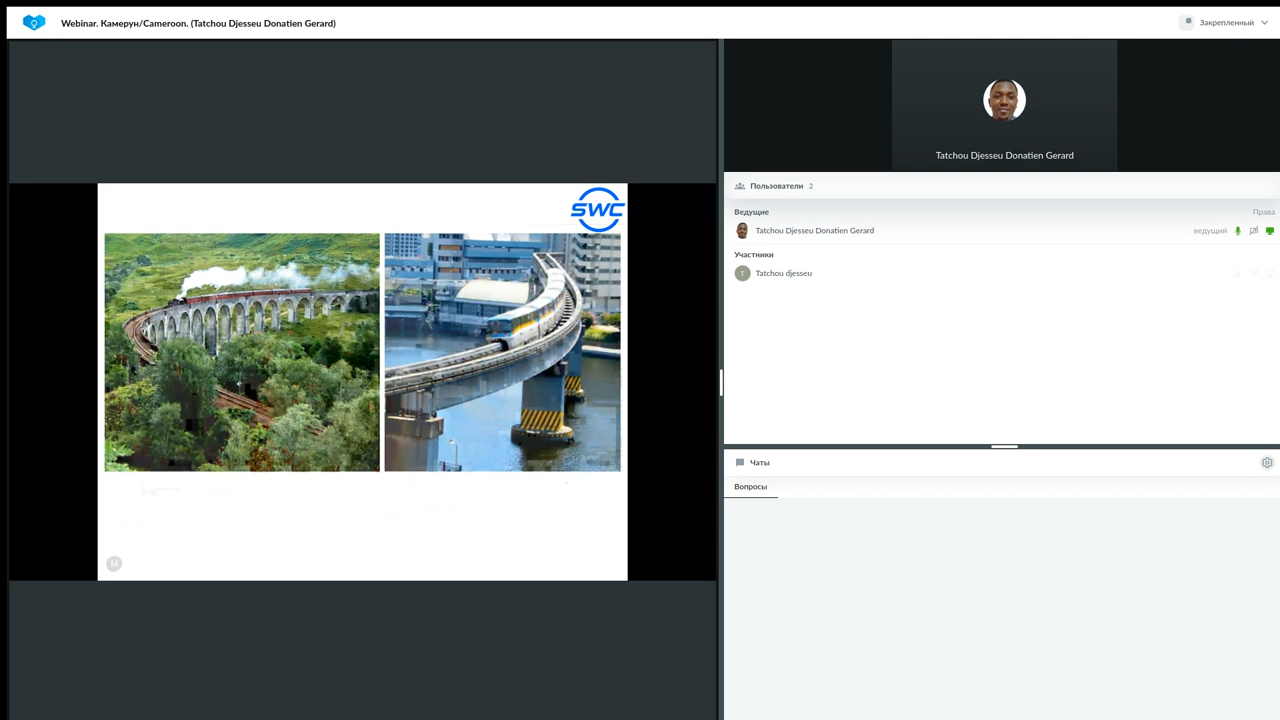 Webinar. Камерун/Cameroon. (Tatchou Djesseu Donatien Gerard)
Закрепленный
SWC
Tatchou Djesseu Donatien Gerard
Пользователи 2
Ведущие Права
Tatchou Djesseu Donatien Gerard ведущий
Участники
T Tatchou djesseu
Чаты
Вопросы